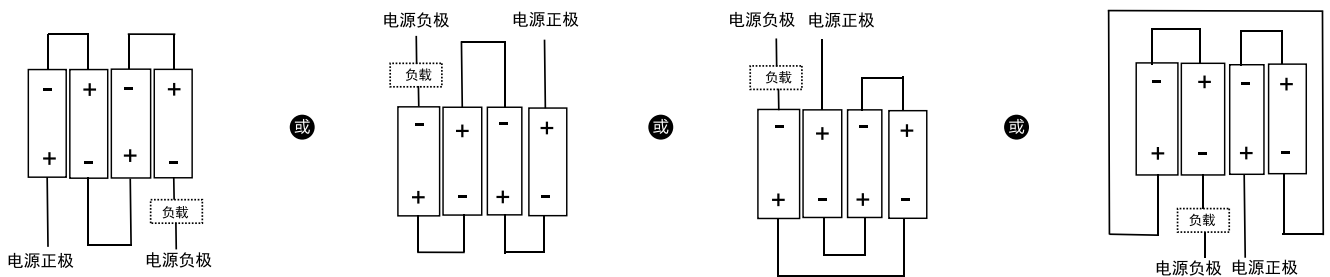 电源负极 电源正极 电源负极 电源正极
负载 负载
- + - + - + - + - + - + - + - +
或 或 或
+ - + - + - + - + - + - + - + -
负载 负载
电源正极 电源负极 电源负极 电源正极